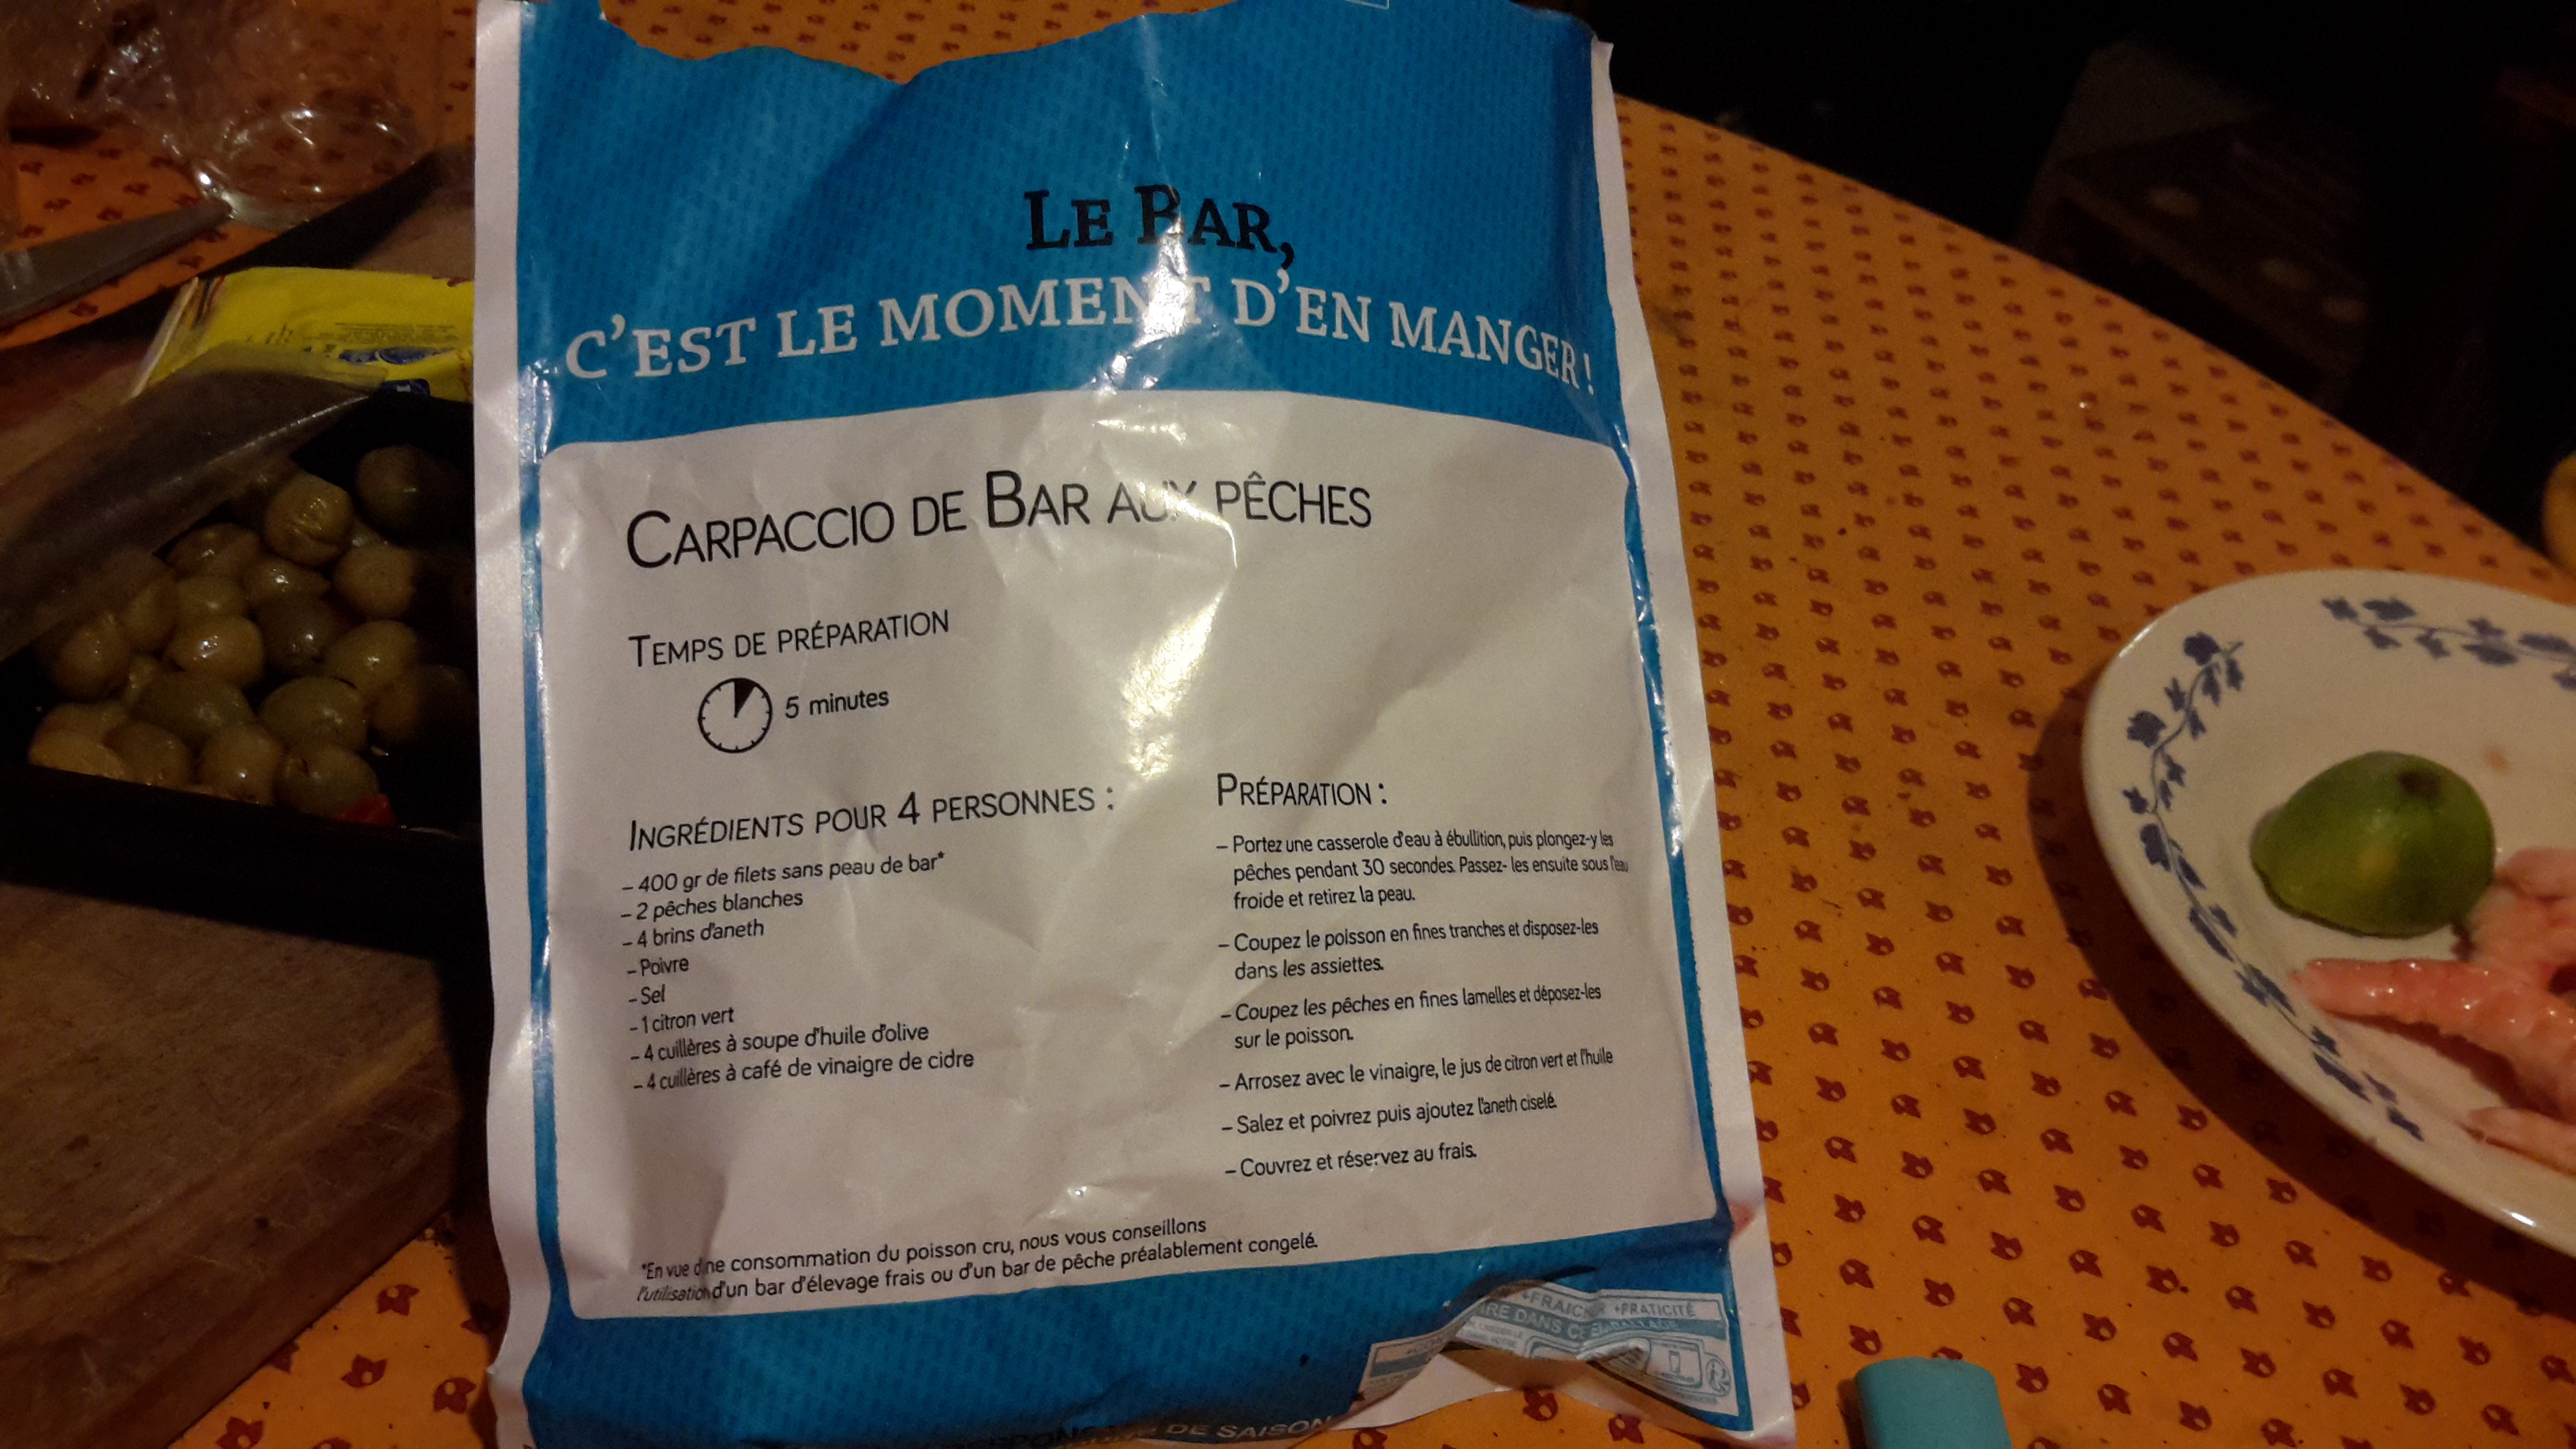 LE BAR,
C'EST LE MOMENT D'EN MANGER !
CARPACCIO DE BAR AUX PÊCHES
TEMPS DE PRÉPARATION
5 minutes
INGRÉDIENTS POUR 4 PERSONNES :
– 400 gr de filets sans peau de bar*
– 2 pêches blanches
– 4 brins d'aneth
– Poivre
– Sel
– 1 citron vert
– 4 cuillères à soupe d'huile d'olive
– 4 cuillères à café de vinaigre de cidre
PRÉPARATION :
– Portez une casserole d'eau à ébullition, puis plongez-y les
pêches pendant 30 secondes. Passez- les ensuite sous l'eau
froide et retirez la peau.
– Coupez le poisson en fines tranches et disposez-les
dans les assiettes.
– Coupez les pêches en fines lamelles et déposez-les
sur le poisson.
– Arrosez avec le vinaigre, le jus de citron vert et l'huile
– Salez et poivrez puis ajoutez l'aneth ciselé.
– Couvrez et réservez au frais.
*En vue d'ne consommation du poisson cru, nous vous conseillons
l'utilisation d'un bar d'élevage frais ou d'un bar de pêche préalablement congelé.
+PRATICITÉ
DANS
DE SAISON